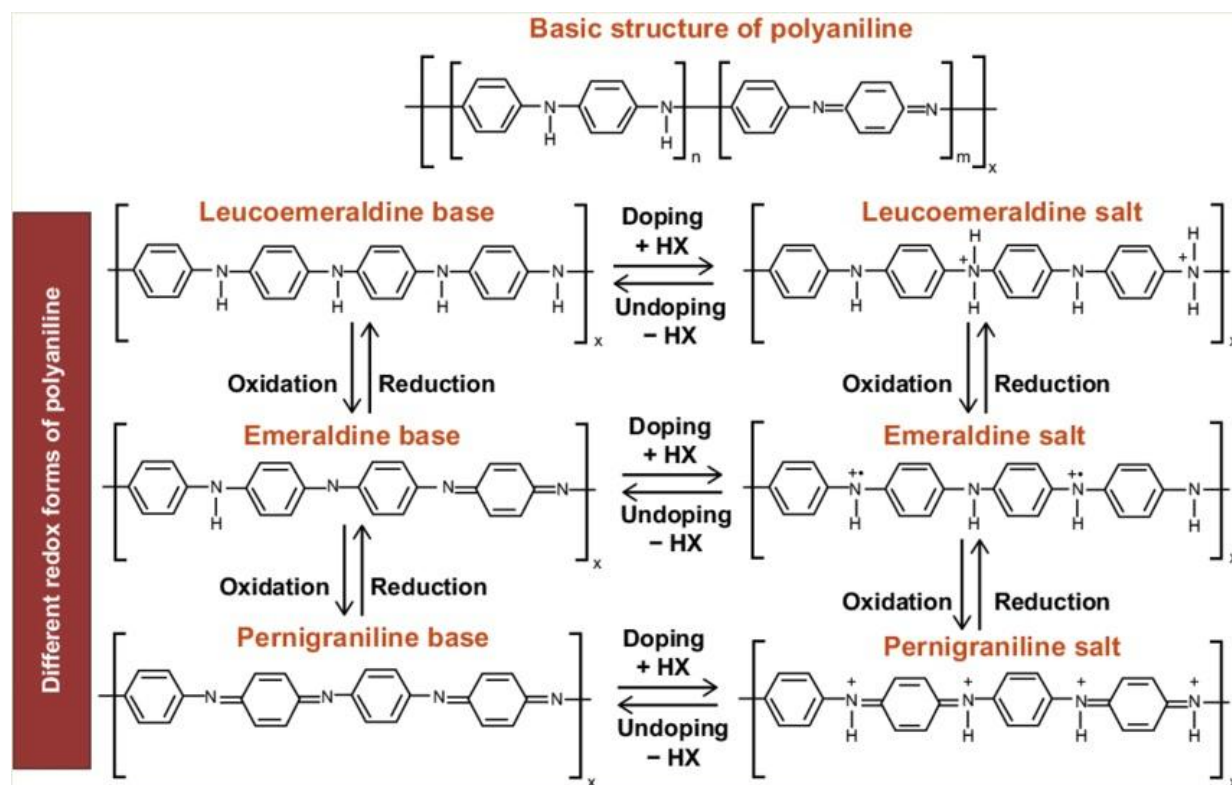 Basic structure of polyaniline
N
H
N
H
n
N
N
m
x
Different redox forms of polyaniline
Leucoemeraldine base
N
H
N
H
N
H
N
H
x
Doping
+ HX
Undoping
− HX
Leucoemeraldine salt
N
H
H
+
N
H
N
H
H
+
N
H
x
Oxidation
Reduction
Oxidation
Reduction
Emeraldine base
N
H
N
N
N
x
Doping
+ HX
Undoping
− HX
Emeraldine salt
+•
N
H
N
H
+•
N
H
N
H
x
Oxidation
Reduction
Oxidation
Reduction
Pernigraniline base
N
N
N
N
x
Doping
+ HX
Undoping
− HX
Pernigraniline salt
+
N
H
+
N
H
+
N
H
+
N
H
x